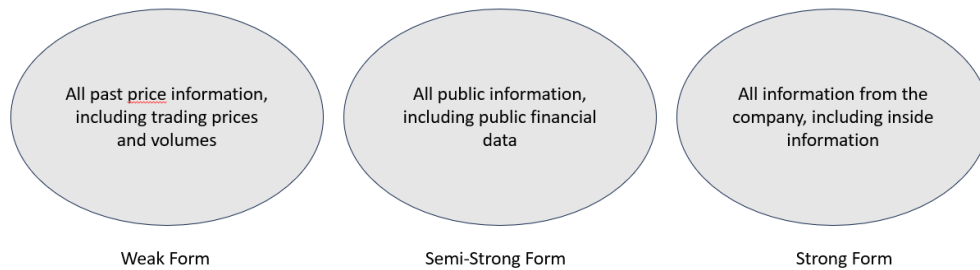 All past price information,
including trading prices
and volumes
All public information,
including public financial
data
All information from the
company, including inside
information
Weak Form
Semi-Strong Form
Strong Form